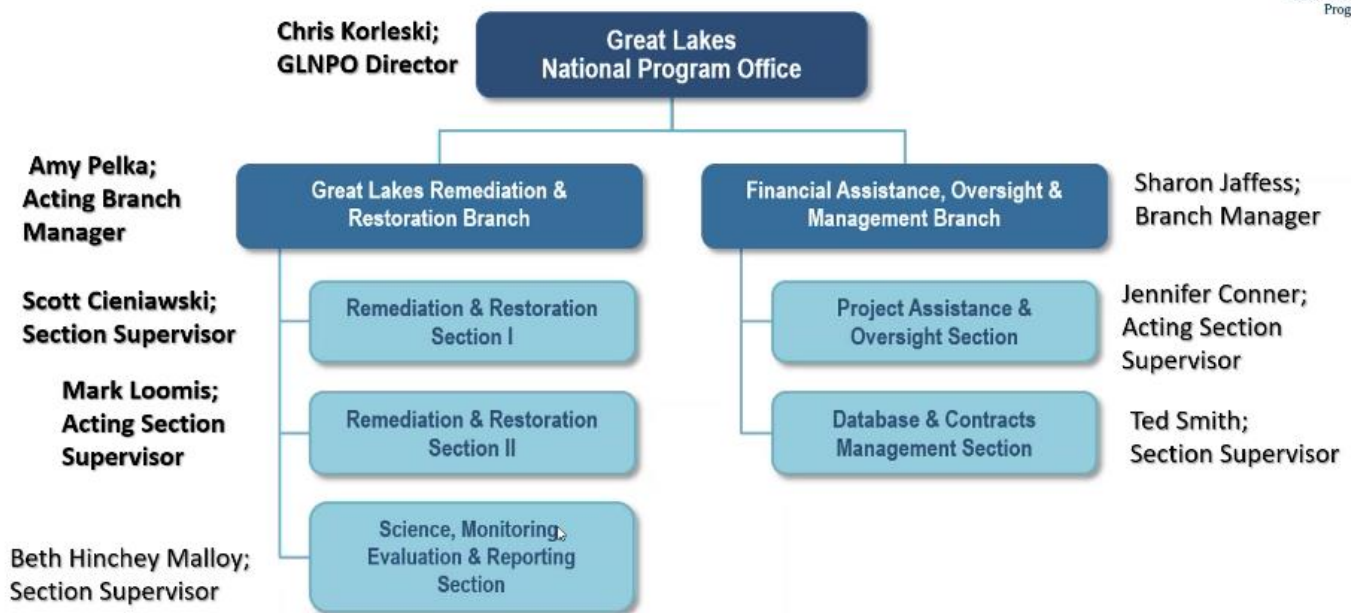 Prog
Chris Korleski;
GLNPO Director
Great Lakes
National Program Office
Amy Pelka;
Acting Branch
Manager
Great Lakes Remediation &
Restoration Branch
Financial Assistance, Oversight &
Management Branch
Sharon Jaffess;
Branch Manager
Scott Cieniawski;
Section Supervisor
Remediation & Restoration
Section I
Project Assistance &
Oversight Section
Jennifer Conner;
Acting Section
Supervisor
Mark Loomis;
Acting Section
Supervisor
Remediation & Restoration
Section II
Database & Contracts
Management Section
Ted Smith;
Section Supervisor
Beth Hinchey Malloy;
Section Supervisor
Science, Monitoring,
Evaluation & Reporting
Section